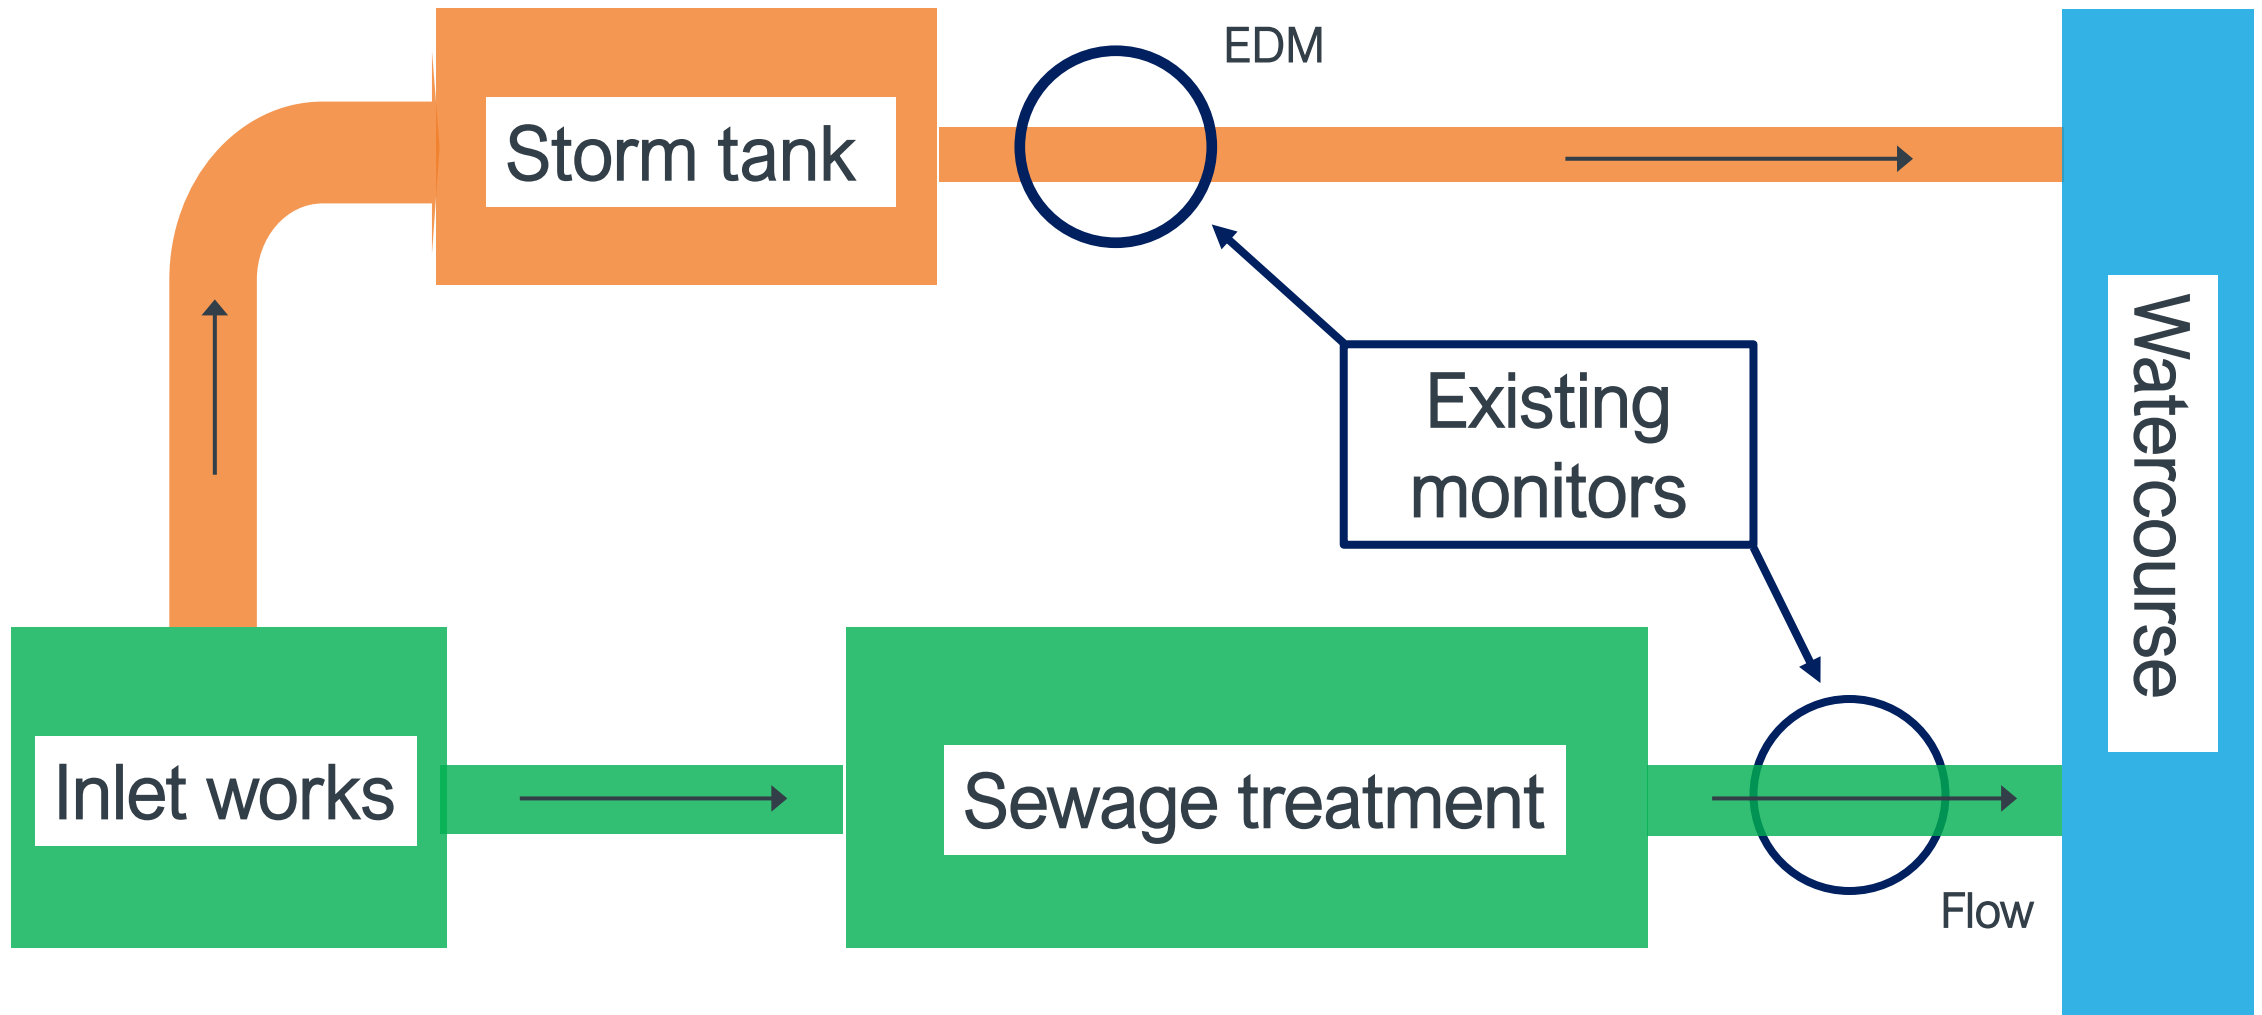 EDM
Storm tank
Existing
monitors
Watercourse
Inlet works
Sewage treatment
Flow